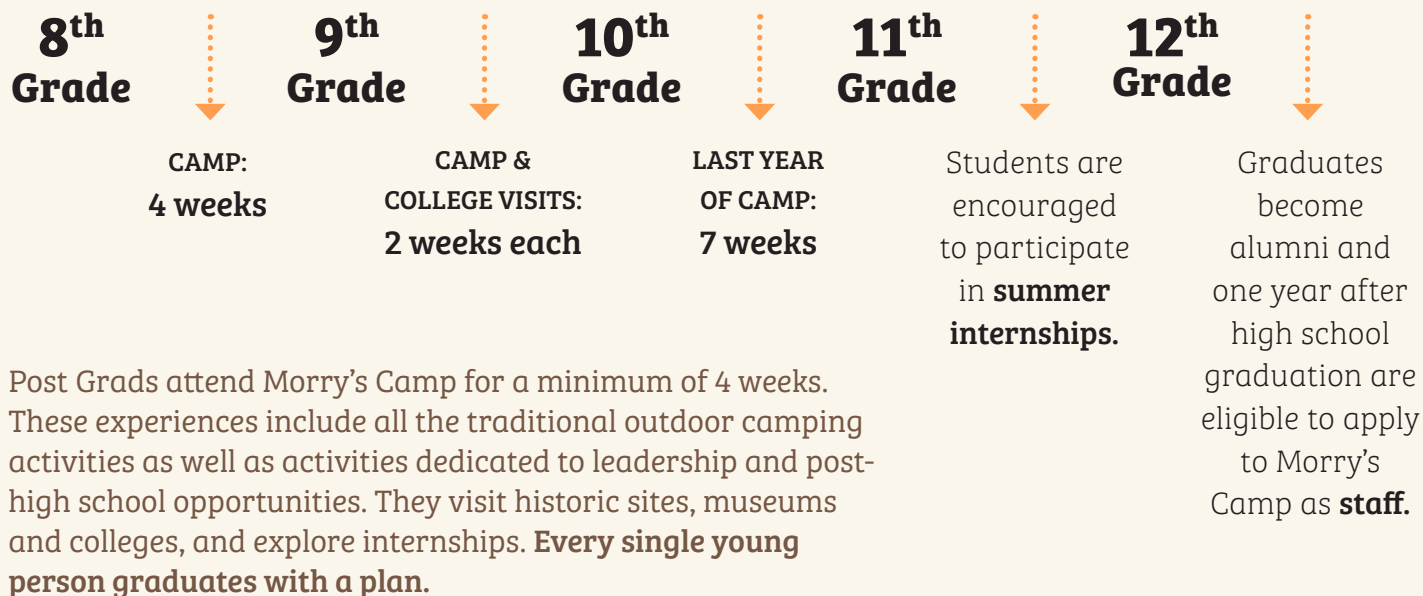 8th
Grade
9th
Grade
10th
Grade
11th
Grade
12th
Grade
CAMP:
4 weeks
CAMP &
COLLEGE VISITS:
2 weeks each
LAST YEAR
OF CAMP:
7 weeks
Students are
encouraged
to participate
in summer
internships.
Graduates
become
alumni and
one year after
high school
graduation are
eligible to apply
to Morry’s
Camp as staff.
Post Grads attend Morry’s Camp for a minimum of 4 weeks.
These experiences include all the traditional outdoor camping
activities as well as activities dedicated to leadership and post-
high school opportunities. They visit historic sites, museums
and colleges, and explore internships. Every single young
person graduates with a plan.